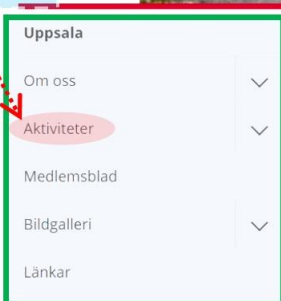 Uppsala
Om oss
Aktiviteter
Medlemsblad
Bildgalleri
Länkar